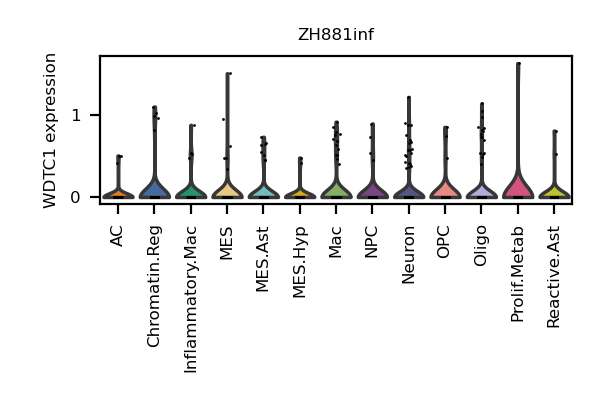 ZH881inf
WDTC1 expression
1
0
AC
Chromatin.Reg
Inflammatory.Mac
MES
MES.Ast
MES.Hyp
Mac
NPC
Neuron
OPC
Oligo
Prolif.Metab
Reactive.Ast